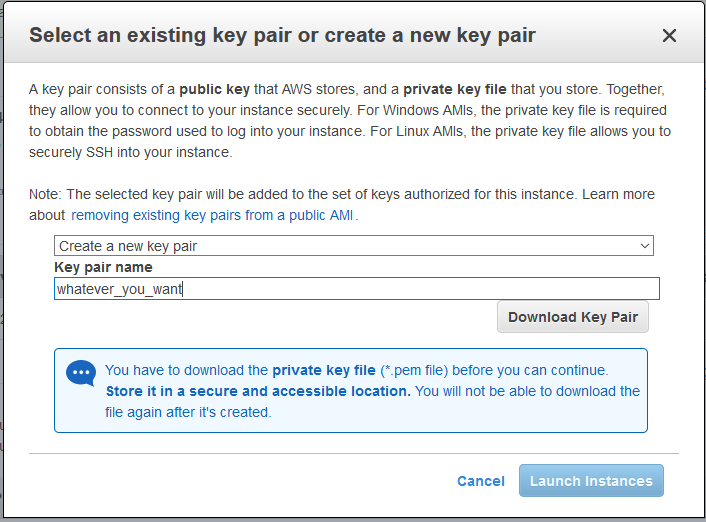 Select an existing key pair or create a new key pair
A key pair consists of a public key that AWS stores, and a private key file that you store. Together,
they allow you to connect to your instance securely. For Windows AMIs, the private key file is required
to obtain the password used to log into your instance. For Linux AMIs, the private key file allows you to
securely SSH into your instance.
Note: The selected key pair will be added to the set of keys authorized for this instance. Learn more
about removing existing key pairs from a public AMI.
Create a new key pair
Key pair name
whatever_you_want
Download Key Pair
You have to download the private key file (*.pem file) before you can continue.
Store it in a secure and accessible location. You will not be able to download the
file again after it's created.
Cancel Launch Instances